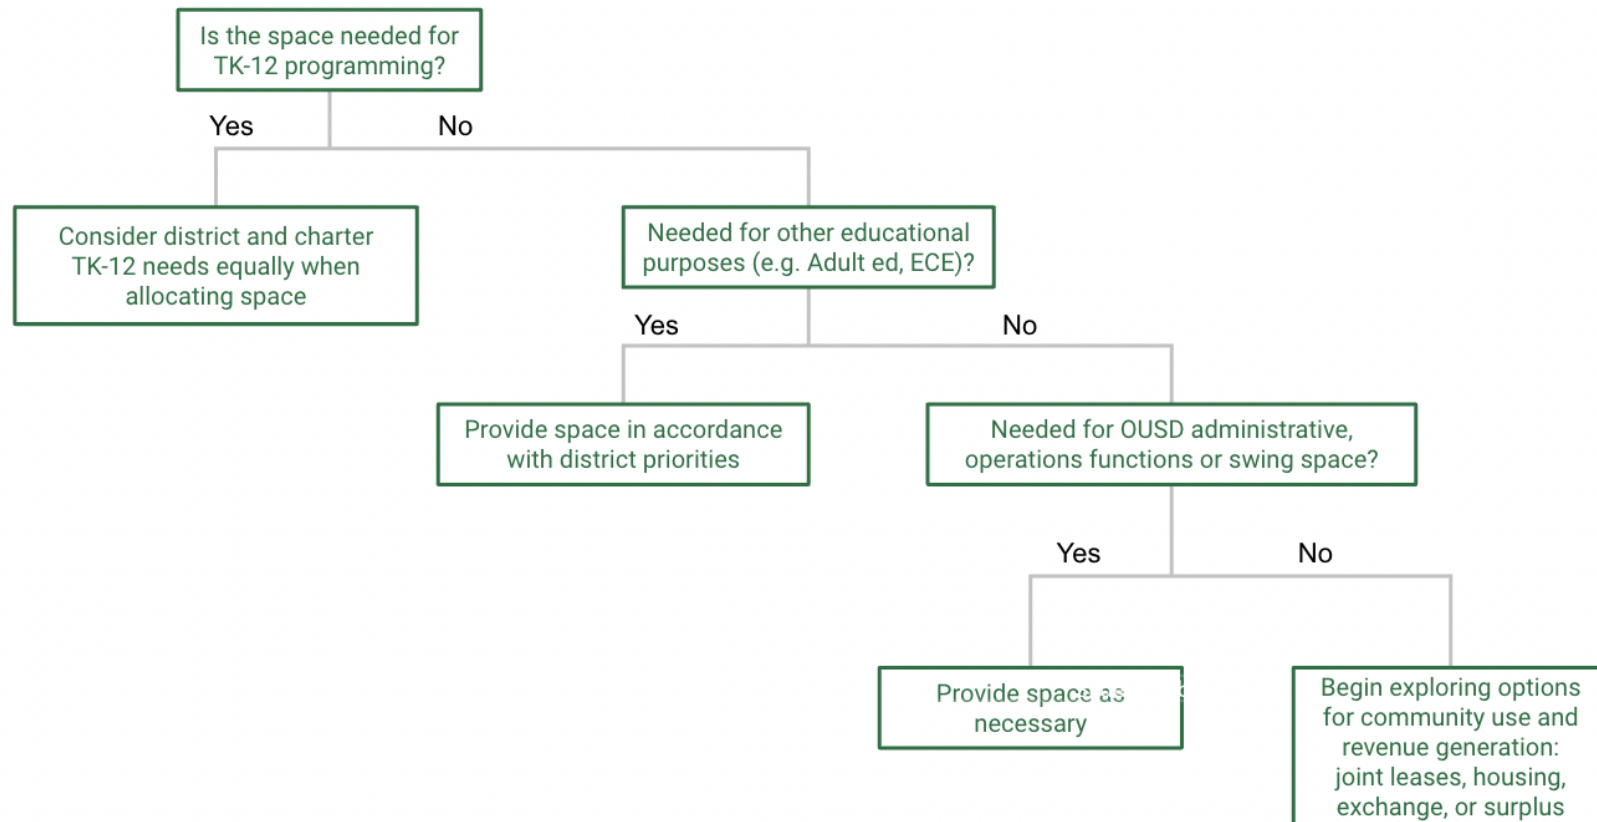 Is the space needed for
TK-12 programming?
Yes
No
Consider district and charter
TK-12 needs equally when
allocating space
Needed for other educational
purposes (e.g. Adult ed, ECE)?
Yes
No
Provide space in accordance
with district priorities
Needed for OUSD administrative,
operations functions or swing space?
Yes
No
Provide space as
necessary
Begin exploring options
for community use and
revenue generation:
joint leases, housing,
exchange, or surplus